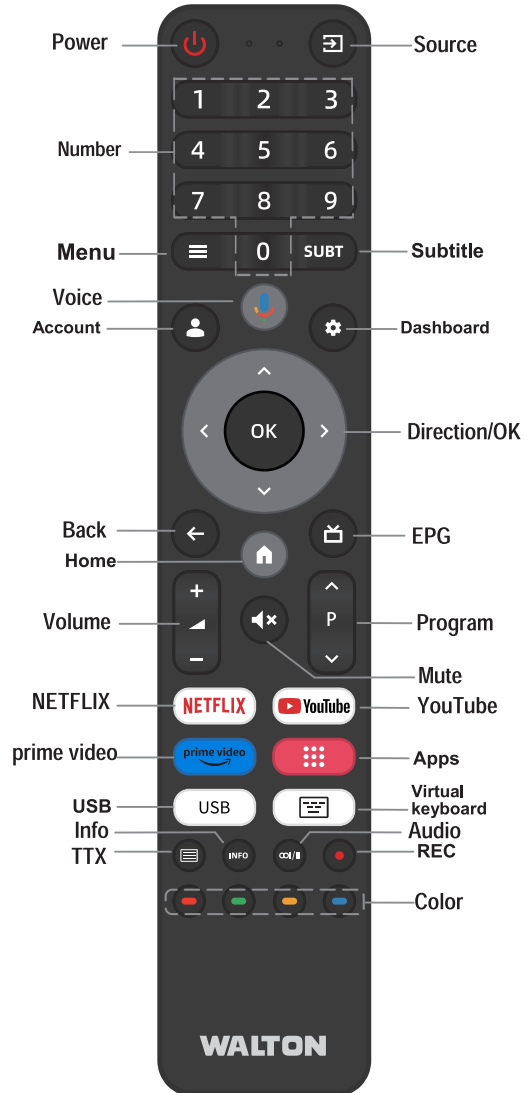 Power
Source
1 2 3
Number
4 5 6
7 8 9
Menu
0
SUBT
Subtitle
Voice
Account
Dashboard
OK
Direction/OK
Back
EPG
Home
Volume
P
Program
Mute
NETFLIX
NETFLIX
YouTube
YouTube
prime video
prime video
Apps
USB
USB
Virtual
keyboard
Info
Audio
TTX
INFO
REC
Color
WALTON